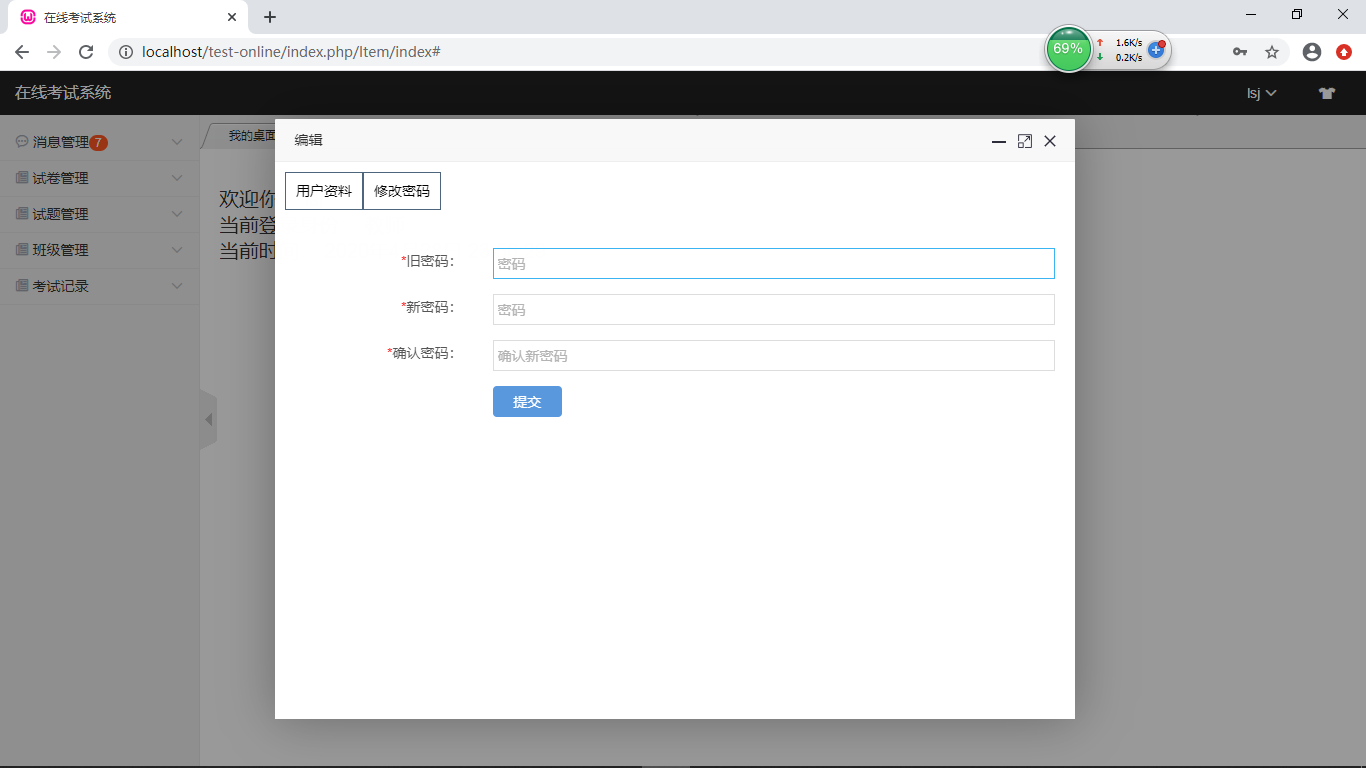 在线考试系统
localhost/test-online/index.php/Item/index#
69%
1.6K/s
0.2K/s
在线考试系统
lsj
消息管理7
试卷管理
试题管理
班级管理
考试记录
我的桌面
欢迎你
当前登
当前时
编辑
用户资料 修改密码
*旧密码：
密码
*新密码：
密码
*确认密码：
确认新密码
提交